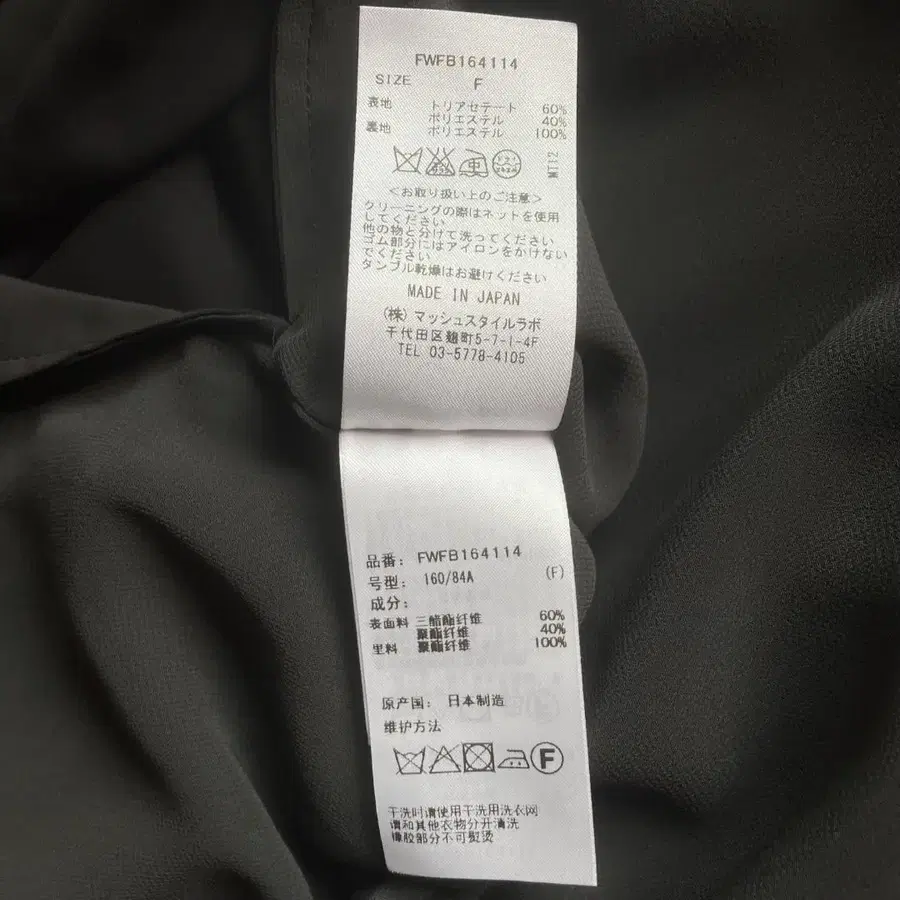 FWFB164114
SIZE F
表地 トリアセテート 60%
ポリエステル 40%
裏地 ポリエステル 100%
中
MT12
<お取り扱い上のご注意>
クリーニングの際はネットを使用
してください
他の物と分けて洗ってください
ゴム部分にはアイロンをかけない
でください
タンブル乾燥はお避けください
MADE IN JAPAN
(株)マッシュスタイルラボ
千代田区麹町5-7-1-4F
TEL 03-5778-4105
品番: FWFB164114
号型: 160/84A (F)
成分:
表面料 三醋酯纤维 60%
聚酯纤维 40%
里料 聚酯纤维 100%
原产国: 日本制造
维护方法
F
干洗时请使用干洗用洗衣网
请和其他衣物分开清洗
橡胶部分不可熨烫